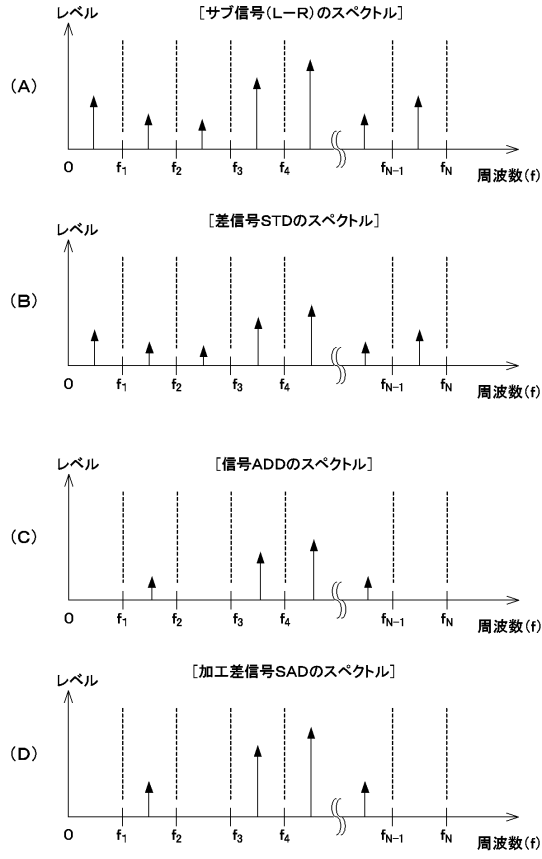 [サブ信号(L－R)のスペクトル]
レベル
(A)
0 f1 f2 f3 f4 fN-1 fN
周波数(f)
[差信号STDのスペクトル]
レベル
(B)
0 f1 f2 f3 f4 fN-1 fN
周波数(f)
[信号ADDのスペクトル]
レベル
(C)
0 f1 f2 f3 f4 fN-1 fN
周波数(f)
[加工差信号SADのスペクトル]
レベル
(D)
0 f1 f2 f3 f4 fN-1 fN
周波数(f)